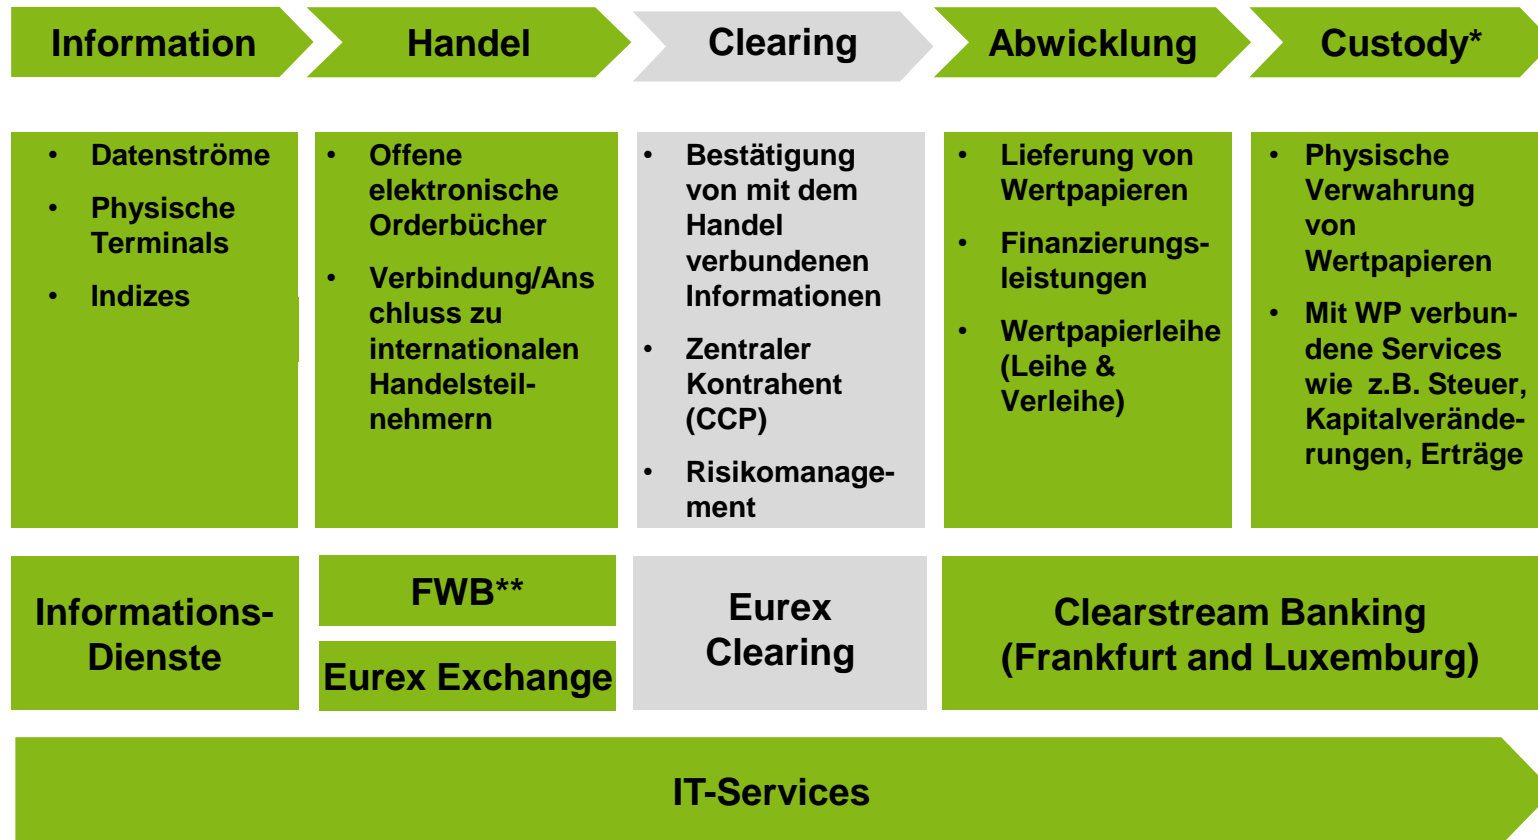 Information
Handel
Clearing
Abwicklung
Custody*
• Datenströme
• Physische
Terminals
• Indizes
• Offene
elektronische
Orderbücher
• Verbindung/Ans
chluss zu
internationalen
Handelsteil-
nehmern
• Bestätigung
von mit dem
Handel
verbundenen
Informationen
• Zentraler
Kontrahent
(CCP)
• Risikomanage-
ment
• Lieferung von
Wertpapieren
• Finanzierungs-
leistungen
• Wertpapierleihe
(Leihe &
Verleihe)
• Physische
Verwahrung
von
Wertpapieren
• Mit WP verbun-
dene Services
wie z.B. Steuer,
Kapitalverände-
rungen, Erträge
Informations-
Dienste
FWB**
Eurex Exchange
Eurex
Clearing
Clearstream Banking
(Frankfurt and Luxemburg)
IT-Services